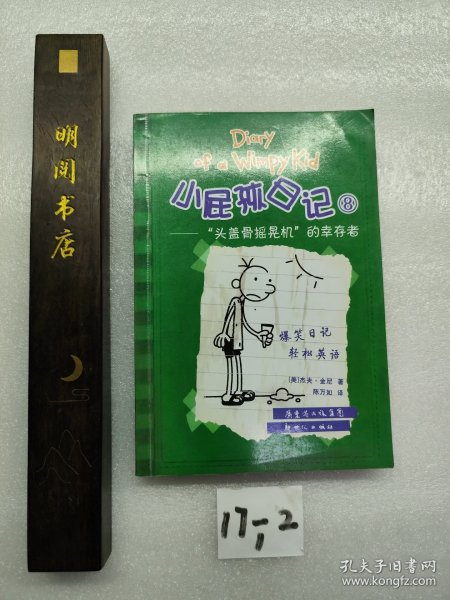 明阅书店
Diary
of a Wimpy Kid
小屁孩日记⑧
——“头盖骨摇晃机”的幸存者
爆笑日记
轻松英语
[美]杰夫·金尼 著
陈万如 译
新世纪出版社
17-2
孔夫子旧书网
www.kongfz.com